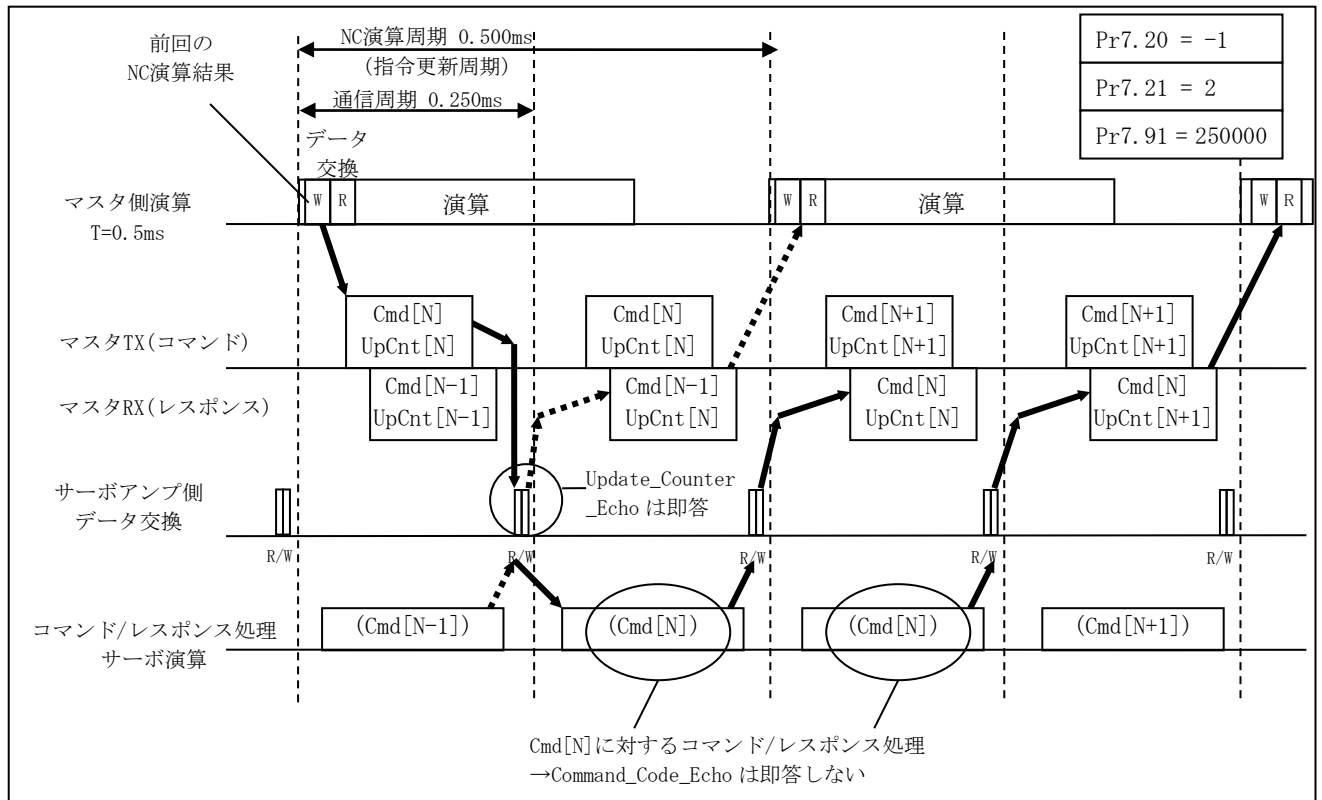 前回の
NC演算結果
NC演算周期 0.500ms
(指令更新周期)
通信周期 0.250ms
データ
交換
Pr7.20 = -1
Pr7.21 = 2
Pr7.91 = 250000
マスタ側演算
T=0.5ms
W
R
演算
W
R
演算
W
R
マスタTX(コマンド)
Cmd[N]
UpCnt[N]
Cmd[N]
UpCnt[N]
Cmd[N+1]
UpCnt[N+1]
Cmd[N+1]
UpCnt[N+1]
マスタRX(レスポンス)
Cmd[N-1]
UpCnt[N-1]
Cmd[N-1]
UpCnt[N]
Cmd[N]
UpCnt[N]
Cmd[N]
UpCnt[N+1]
サーボアンプ側
データ交換
Update_Counter
_Echo は即答
R/W
R/W
R/W
R/W
R/W
コマンド/レスポンス処理
サーボ演算
(Cmd[N-1])
(Cmd[N])
(Cmd[N])
(Cmd[N+1])
Cmd[N]に対するコマンド/レスポンス処理
→Command_Code_Echo は即答しない